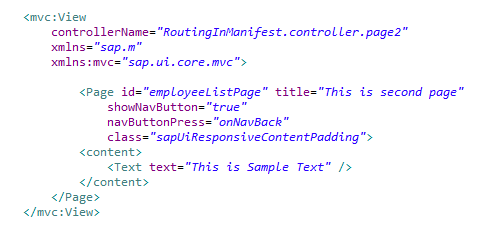 <mvc:View
controllerName="RoutingInManifest.controller.page2"
xmlns="sap.m"
xmlns:mvc="sap.ui.core.mvc">
<Page id="employeeListPage" title="This is second page"
showNavButton="true"
navButtonPress="onNavBack"
class="sapUiResponsiveContentPadding">
<content>
<Text text="This is Sample Text" />
</content>
</Page>
</mvc:View>